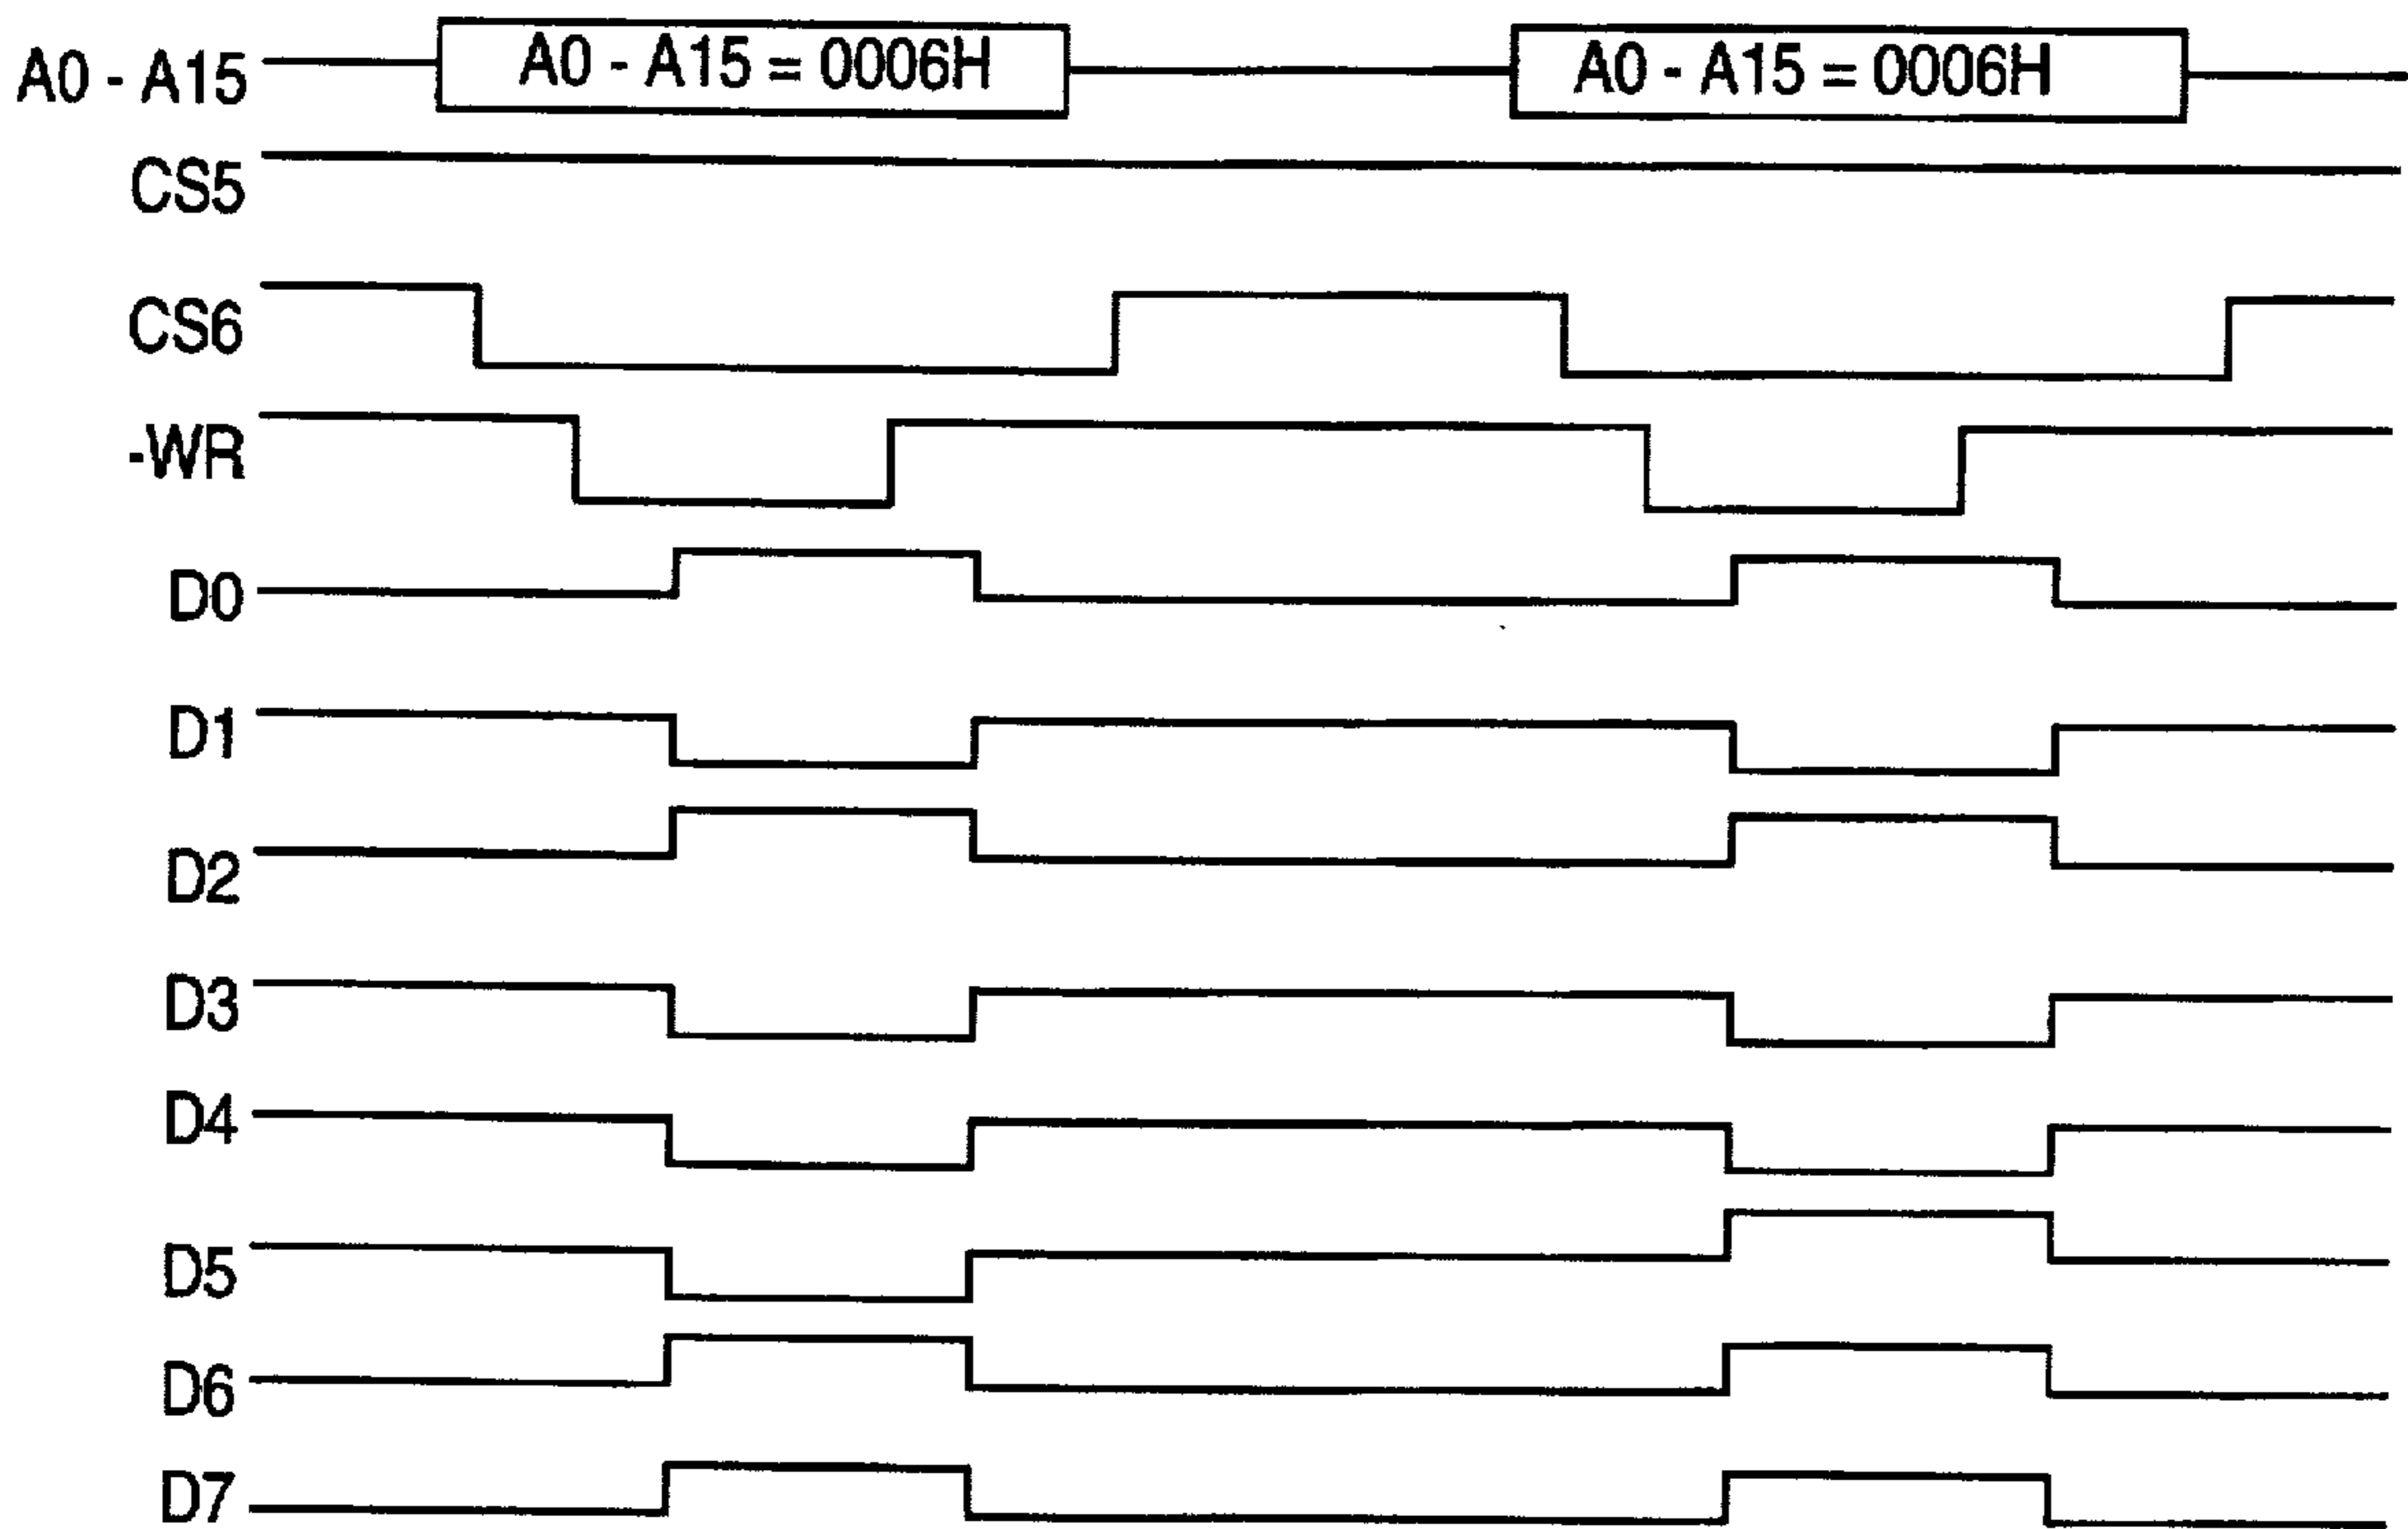 A0 - A15 A0 - A15 = 0006H A0 - A15 = 0006H
CS5
CS6
-WR
D0
D1
D2
D3
D4
D5
D6
D7